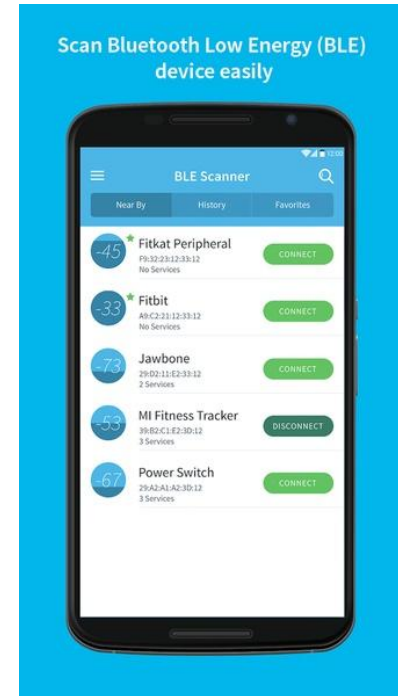 Scan Bluetooth Low Energy (BLE)
device easily
12:00
BLE Scanner
Near By History Favorites
-45
Fitkat Peripheral
F9:32:23:12:33:12
No Services
CONNECT
-33
Fitbit
A9:C2:21:12:33:12
No Services
CONNECT
-73
Jawbone
29:D2:11:E2:33:12
2 Services
CONNECT
-53
MI Fitness Tracker
39:B2:C1:E2:3D:12
3 Services
DISCONNECT
-67
Power Switch
29:A2:A1:A2:3D:12
3 Services
CONNECT